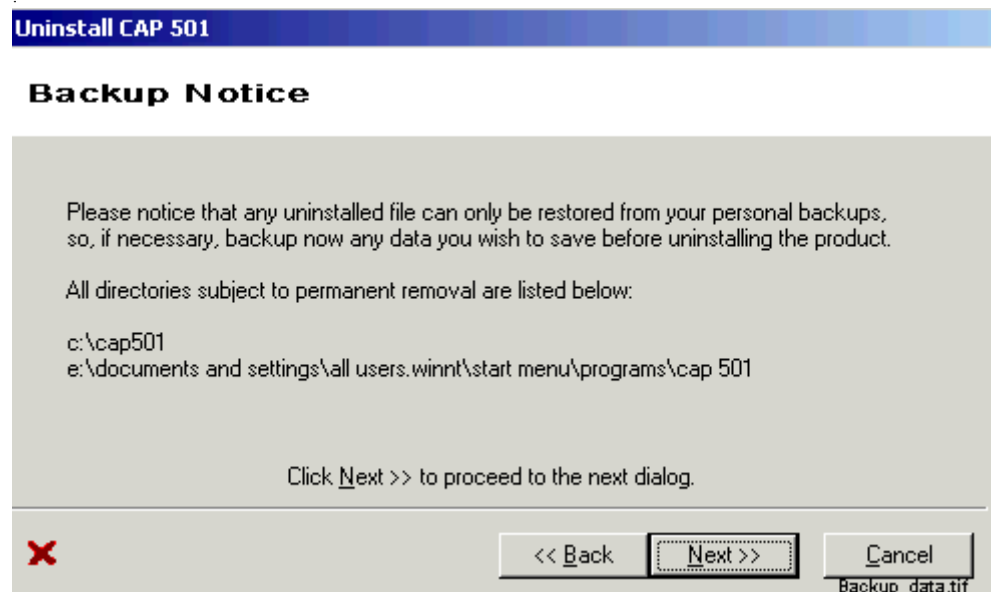 Uninstall CAP 501
Backup Notice
Please notice that any uninstalled file can only be restored from your personal backups,
so, if necessary, backup now any data you wish to save before uninstalling the product.
All directories subject to permanent removal are listed below:
c:\cap501
e:\documents and settings\all users.winnt\start menu\programs\cap 501
Click Next >> to proceed to the next dialog.
<< Back
Next >>
Cancel
Backup_data.tif